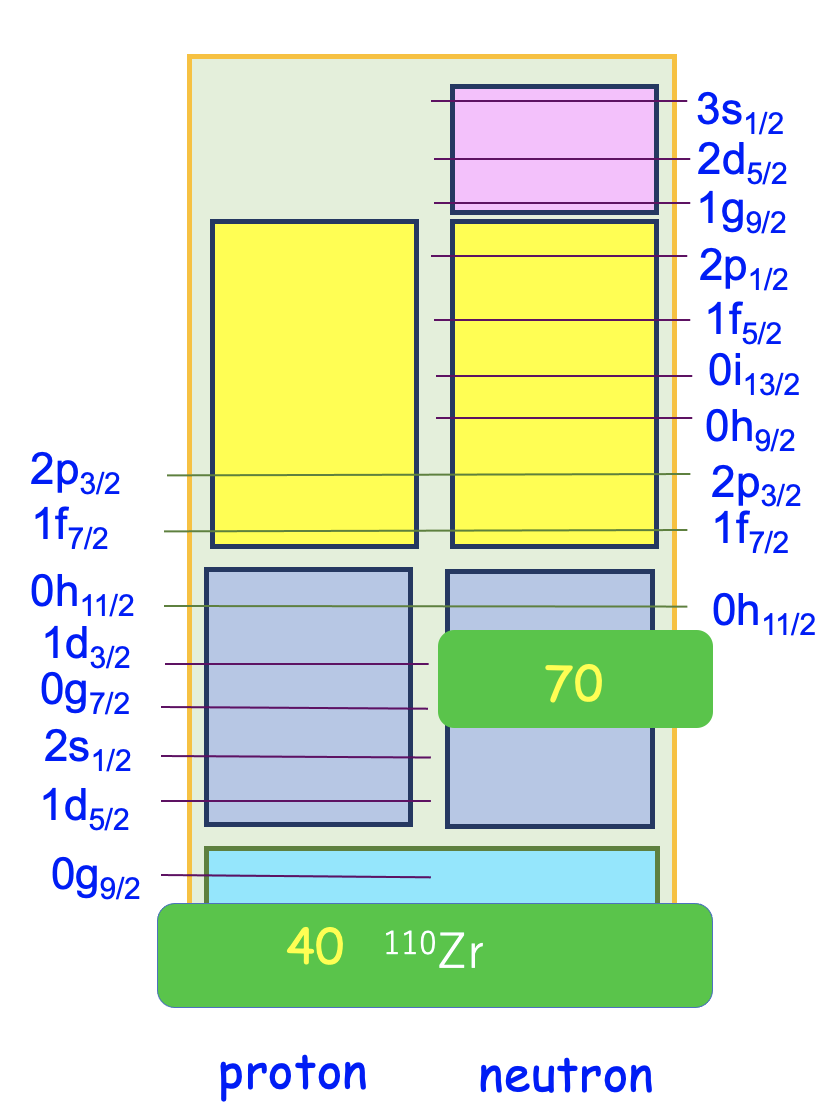 3s1/2
2d5/2
1g9/2
2p1/2
1f5/2
0i13/2
0h9/2
2p3/2 2p3/2
1f7/2 1f7/2
0h11/2 0h11/2
1d3/2
70
0g7/2
2s1/2
1d5/2
0g9/2
40 110Zr
proton neutron